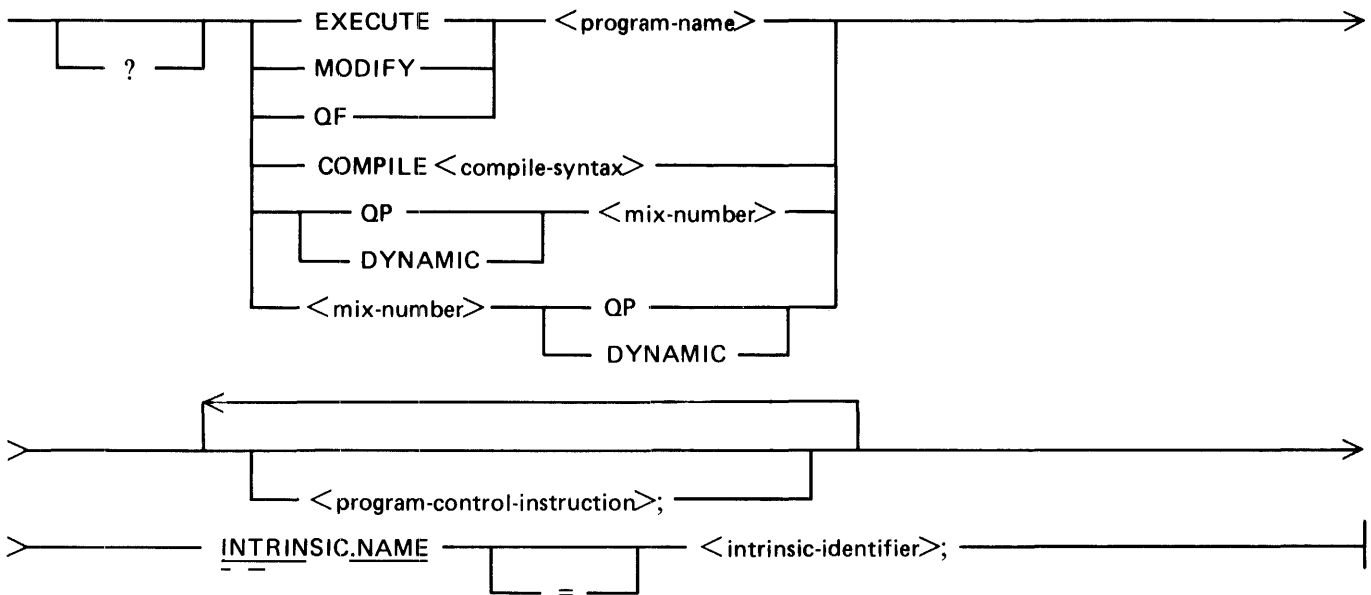 EXECUTE <program-name>
?
MODIFY
QF
COMPILE <compile-syntax>
QP <mix-number>
DYNAMIC
<mix-number> QP
DYNAMIC
<program-control-instruction>;
INTRINSIC.NAME <intrinsic-identifier>;
=